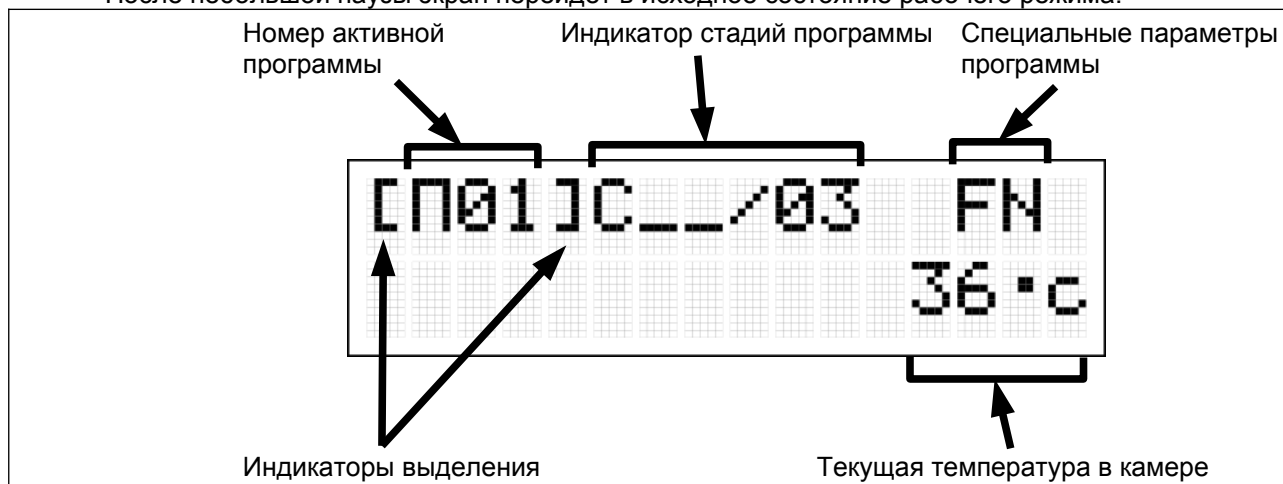 После небольшой паузы экран перейдет в исходное состояние рабочего режима.
Номер активной программы
Индикатор стадий программы
Специальные параметры программы
[П01]С__/03 FN
36°с
Индикаторы выделения
Текущая температура в камере